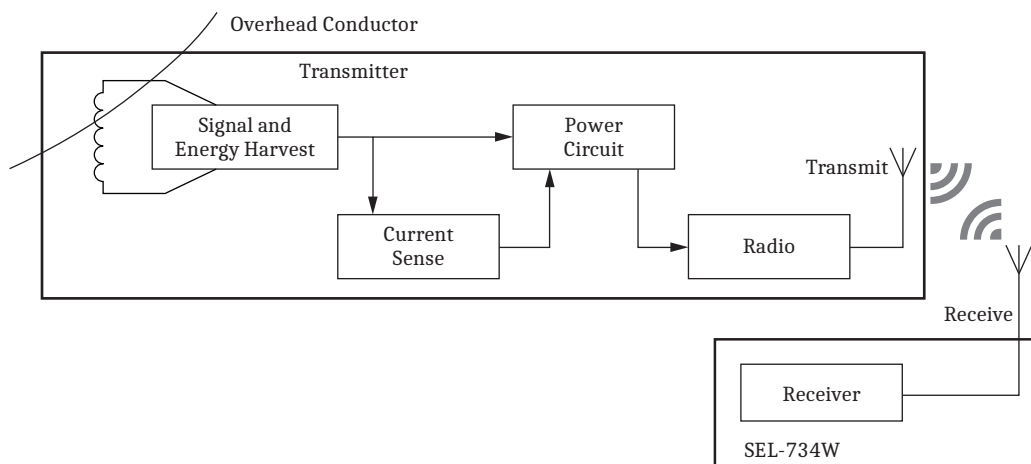 Overhead Conductor
Transmitter
Signal and
Energy Harvest
Power
Circuit
Transmit
Current
Sense
Radio
Receive
Receiver
SEL-734W